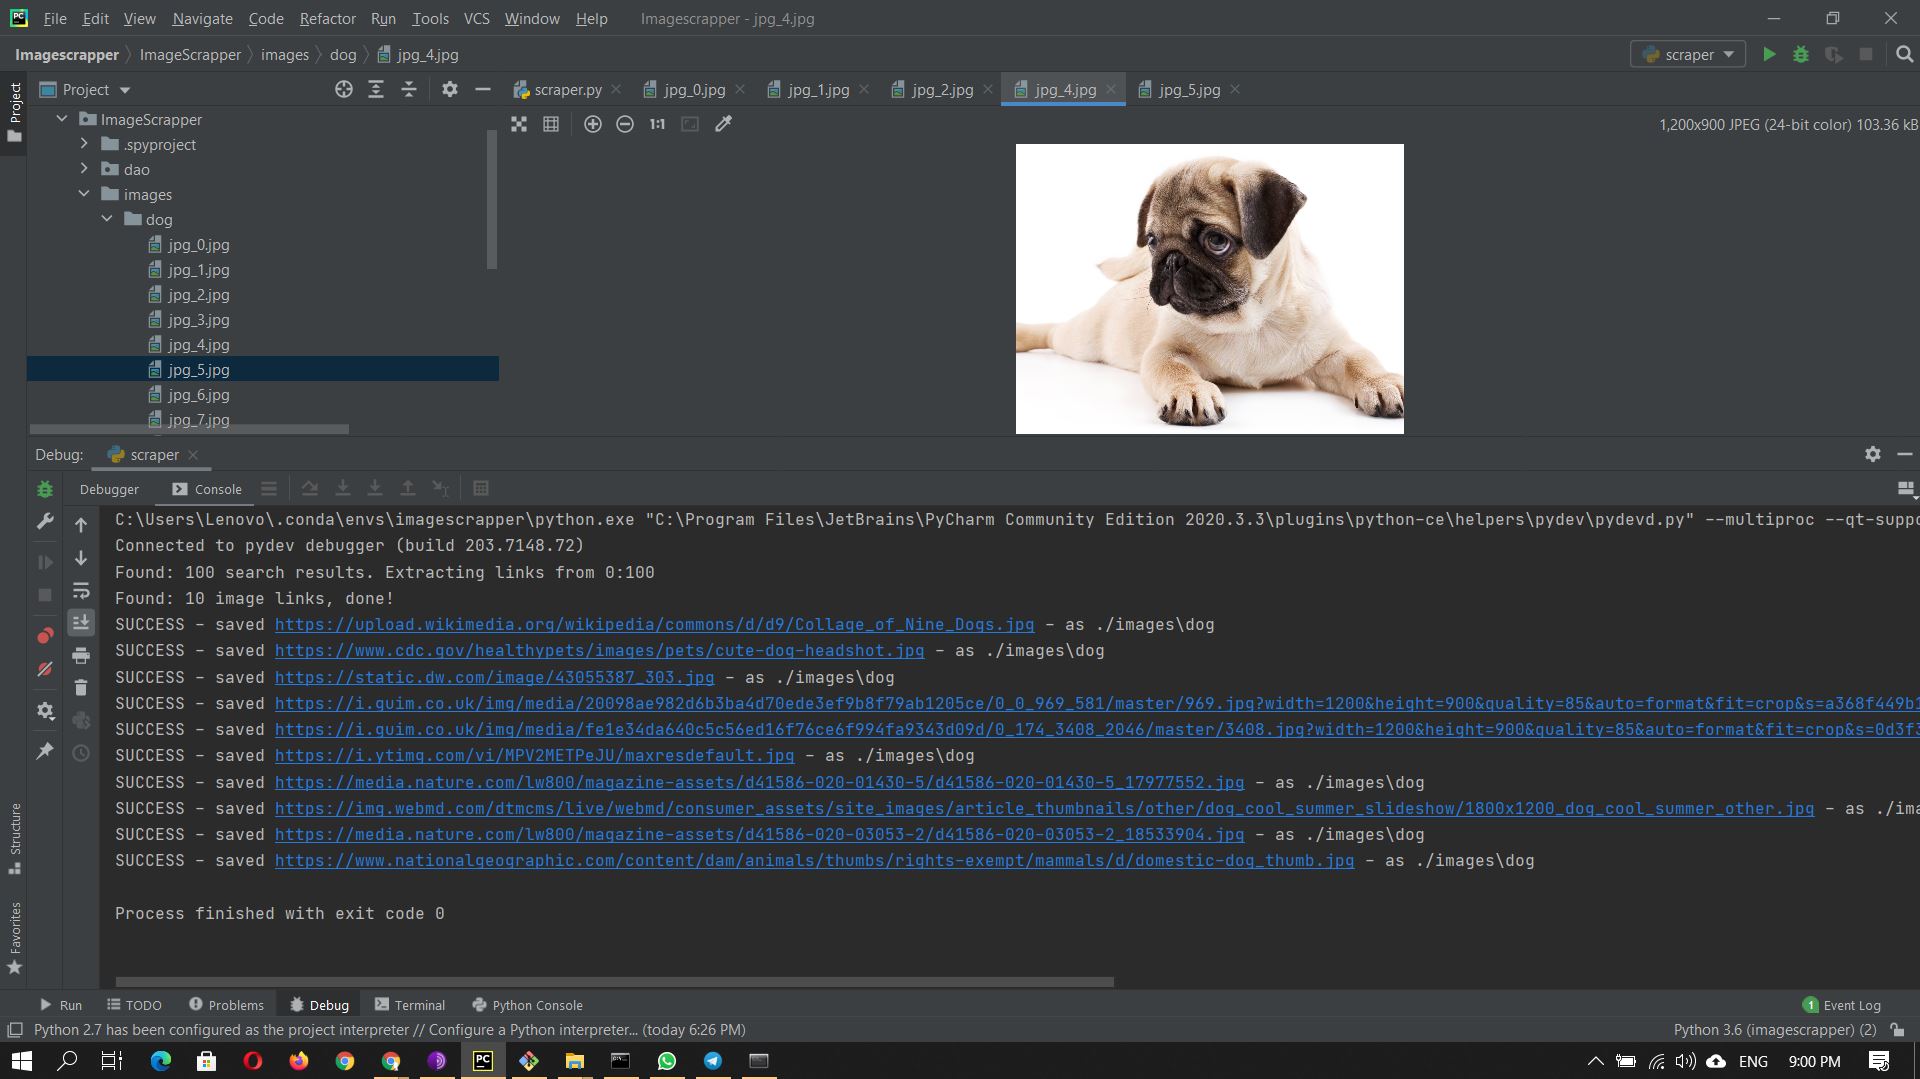 File Edit View Navigate Code Refactor Run Tools VCS Window Help Imagescrapper - jpg_4.jpg
Imagescrapper ImageScrapper images dog jpg_4.jpg scraper
Project scraper.py jpg_0.jpg jpg_1.jpg jpg_2.jpg jpg_4.jpg jpg_5.jpg
Project
1:1 1,200x900 JPEG (24-bit color) 103.36 kB
ImageScrapper
.spyproject
dao
images
dog
jpg_0.jpg
jpg_1.jpg
jpg_2.jpg
jpg_3.jpg
jpg_4.jpg
jpg_5.jpg
jpg_6.jpg
jpg_7.jpg
Debug: scraper
Debugger Console
C:\Users\Lenovo\.conda\envs\imagescrapper\python.exe "C:\Program Files\JetBrains\PyCharm Community Edition 2020.3.3\plugins\python-ce\helpers\pydev\pydevd.py" --multiproc --qt-suppo
Connected to pydev debugger (build 203.7148.72)
Found: 100 search results. Extracting links from 0:100
Found: 10 image links, done!
SUCCESS - saved https://upload.wikimedia.org/wikipedia/commons/d/d9/Collage_of_Nine_Dogs.jpg - as ./images\dog
SUCCESS - saved https://www.cdc.gov/healthypets/images/pets/cute-dog-headshot.jpg - as ./images\dog
SUCCESS - saved https://static.dw.com/image/43055387_303.jpg - as ./images\dog
SUCCESS - saved https://i.guim.co.uk/img/media/20098ae982d6b3ba4d70ede3ef9b8f79ab1205ce/0_0_969_581/master/969.jpg?width=1200&height=900&quality=85&auto=format&fit=crop&s=a368f449b1
SUCCESS - saved https://i.guim.co.uk/img/media/fe1e34da640c5c56ed16f76ce6f994fa9343d09d/0_174_3408_2046/master/3408.jpg?width=1200&height=900&quality=85&auto=format&fit=crop&s=0d3f3
SUCCESS - saved https://i.ytimg.com/vi/MPV2METPeJU/maxresdefault.jpg - as ./images\dog
SUCCESS - saved https://media.nature.com/lw800/magazine-assets/d41586-020-01430-5/d41586-020-01430-5_17977552.jpg - as ./images\dog
SUCCESS - saved https://img.webmd.com/dtmcms/live/webmd/consumer_assets/site_images/article_thumbnails/other/dog_cool_summer_slideshow/1800x1200_dog_cool_summer_other.jpg - as ./ima
SUCCESS - saved https://media.nature.com/lw800/magazine-assets/d41586-020-03053-2/d41586-020-03053-2_18533904.jpg - as ./images\dog
SUCCESS - saved https://www.nationalgeographic.com/content/dam/animals/thumbs/rights-exempt/mammals/d/domestic-dog_thumb.jpg - as ./images\dog
Process finished with exit code 0
Structure
Favorites
Run TODO Problems Debug Terminal Python Console 1 Event Log
Python 2.7 has been configured as the project interpreter // Configure a Python interpreter... (today 6:26 PM) Python 3.6 (imagescrapper) (2)
PC ENG 9:00 PM